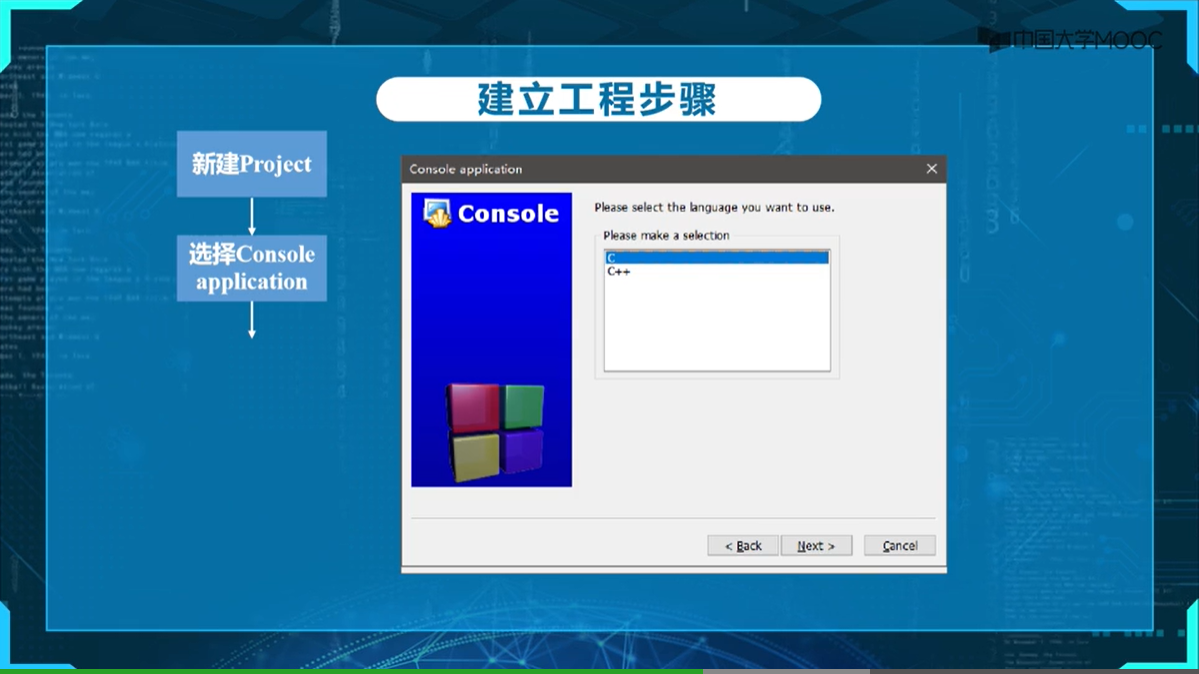 中国大学MOOC
建立工程步骤
新建Project
选择Console
application
Console application
Console
Please select the language you want to use.
Please make a selection
C
C++
< Back
Next >
Cancel